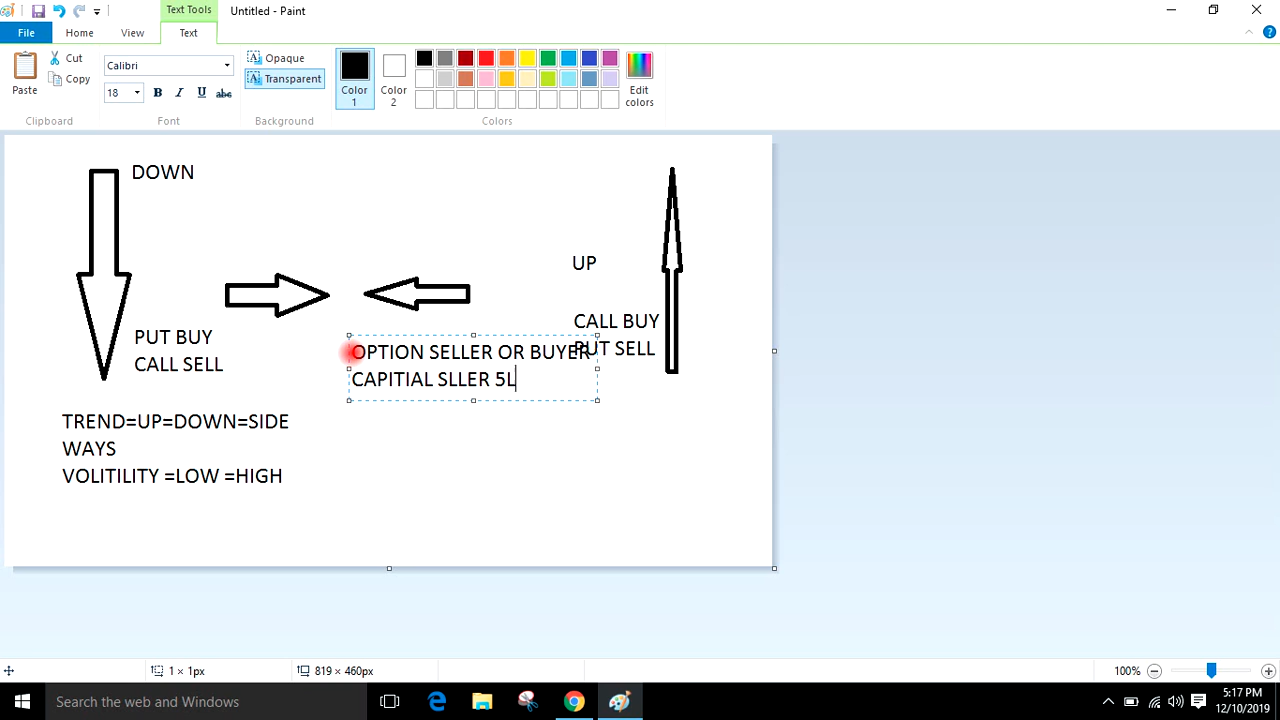 Text Tools
Untitled - Paint
File
Home
View
Text
Paste
Cut
Copy
Clipboard
Calibri
18
B I U abc
Font
Opaque
Transparent
Background
Color 1
Color 2
Edit colors
Colors
DOWN
UP
PUT BUY
CALL SELL
CALL BUY
PUT SELL
OPTION SELLER OR BUYER
CAPITIAL SLLER 5L
TREND=UP=DOWN=SIDE
WAYS
VOLITILITY =LOW =HIGH
1 × 1px
819 × 460px
100%
Search the web and Windows
5:17 PM
12/10/2019